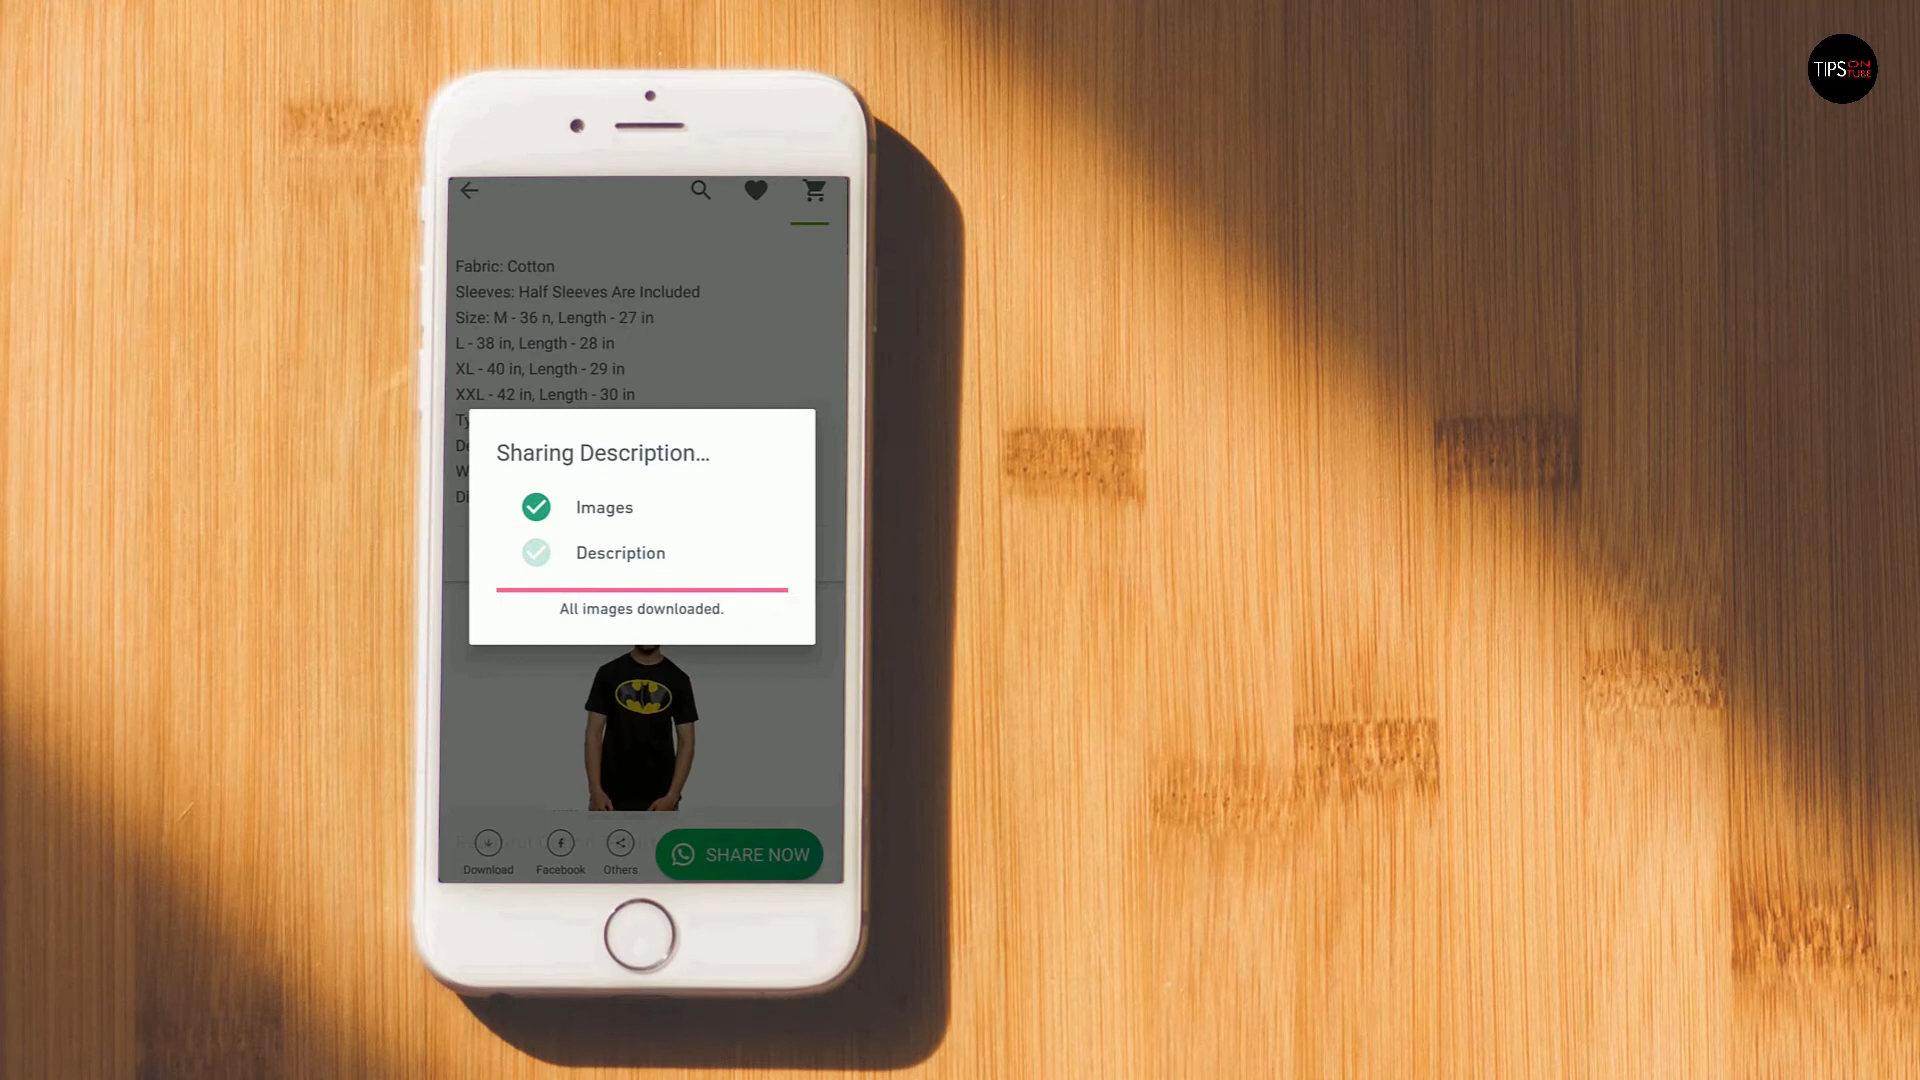 TIPS ON TUBE
Fabric: Cotton
Sleeves: Half Sleeves Are Included
Size: M - 36 n, Length - 27 in
L - 38 in, Length - 28 in
XL - 40 in, Length - 29 in
XXL - 42 in, Length - 30 in
Sharing Description...
Images
Description
All images downloaded.
Download
Facebook
Others
SHARE NOW